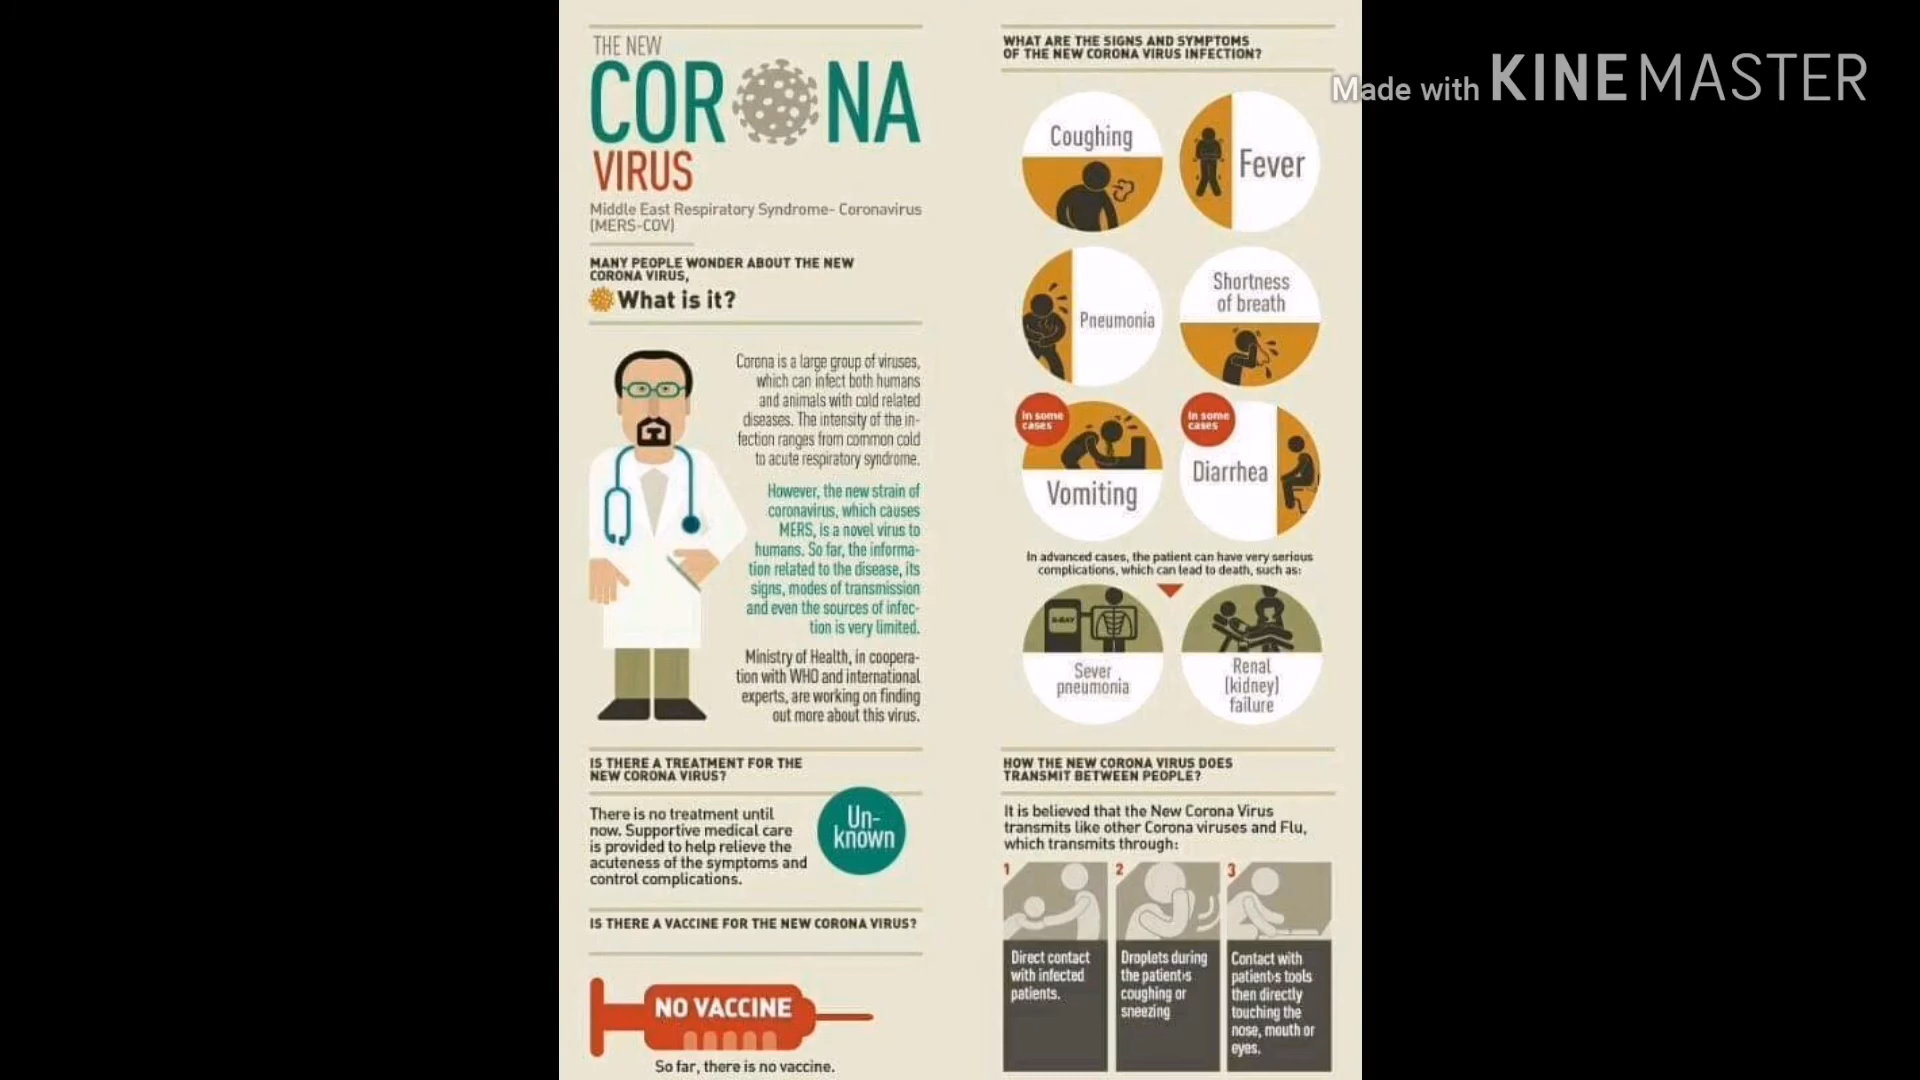 THE NEW
CORONA
VIRUS
Middle East Respiratory Syndrome- Coronavirus
(MERS-COV)
MANY PEOPLE WONDER ABOUT THE NEW
CORONA VIRUS,
What is it?
Corona is a large group of viruses,
which can infect both humans
and animals with cold related
diseases. The intensity of the in-
fection ranges from common cold
to acute respiratory syndrome.
However, the new strain of
coronavirus, which causes
MERS, is a novel virus to
humans. So far, the informa-
tion related to the disease, its
signs, modes of transmission
and even the sources of infec-
tion is very limited.
Ministry of Health, in coopera-
tion with WHO and international
experts, are working on finding
out more about this virus.
IS THERE A TREATMENT FOR THE
NEW CORONA VIRUS?
There is no treatment until
now. Supportive medical care
is provided to help relieve the
acuteness of the symptoms and
control complications.
Un-
known
IS THERE A VACCINE FOR THE NEW CORONA VIRUS?
NO VACCINE
So far, there is no vaccine.
WHAT ARE THE SIGNS AND SYMPTOMS
OF THE NEW CORONA VIRUS INFECTION?
Coughing
Fever
Pneumonia
Shortness
of breath
In some
cases
Vomiting
In some
cases
Diarrhea
In advanced cases, the patient can have very serious
complications, which can lead to death, such as:
X-RAY
Sever
pneumonia
Renal
(kidney)
failure
HOW THE NEW CORONA VIRUS DOES
TRANSMIT BETWEEN PEOPLE?
It is believed that the New Corona Virus
transmits like other Corona viruses and Flu,
which transmits through:
1
Direct contact
with infected
patients.
2
Droplets during
the patient›s
coughing or
sneezing
3
Contact with
patient›s tools
then directly
touching the
nose, mouth or
eyes.
Made with KINEMASTER